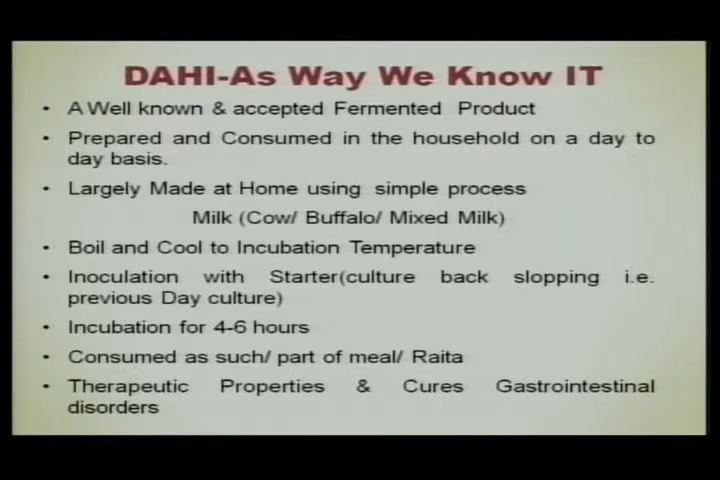 DAHI-As Way We Know IT
• A Well known & accepted Fermented Product
• Prepared and Consumed in the household on a day to
day basis.
• Largely Made at Home using simple process
Milk (Cow/ Buffalo/ Mixed Milk)
• Boil and Cool to Incubation Temperature
• Inoculation with Starter(culture back slopping i.e.
previous Day culture)
• Incubation for 4-6 hours
• Consumed as such/ part of meal/ Raita
• Therapeutic Properties & Cures Gastrointestinal
disorders